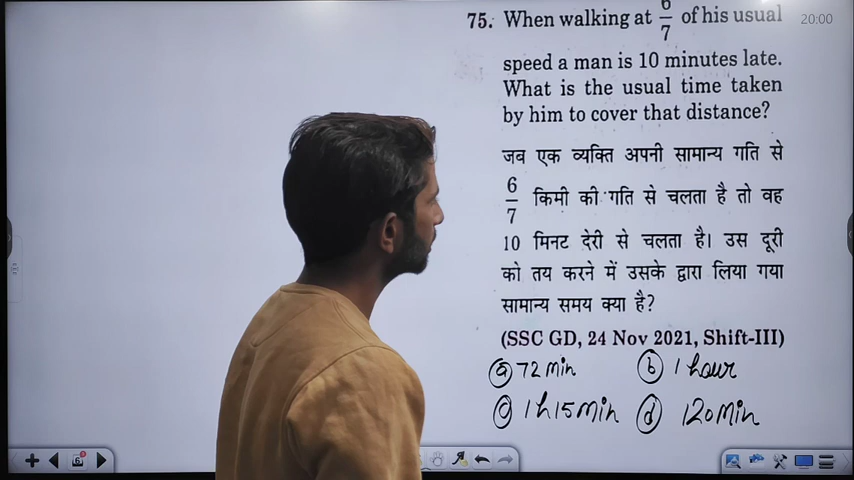 20:00
75. When walking at 6/7 of his usual
speed a man is 10 minutes late.
What is the usual time taken
by him to cover that distance?
जब एक व्यक्ति अपनी सामान्य गति से
6/7 किमी की गति से चलता है तो वह
10 मिनट देरी से चलता है। उस दूरी
को तय करने में उसके द्वारा लिया गया
सामान्य समय क्या है?
(SSC GD, 24 Nov 2021, Shift-III)
(a) 72 min (b) 1 hour
(c) 1h 15 min (d) 120 min